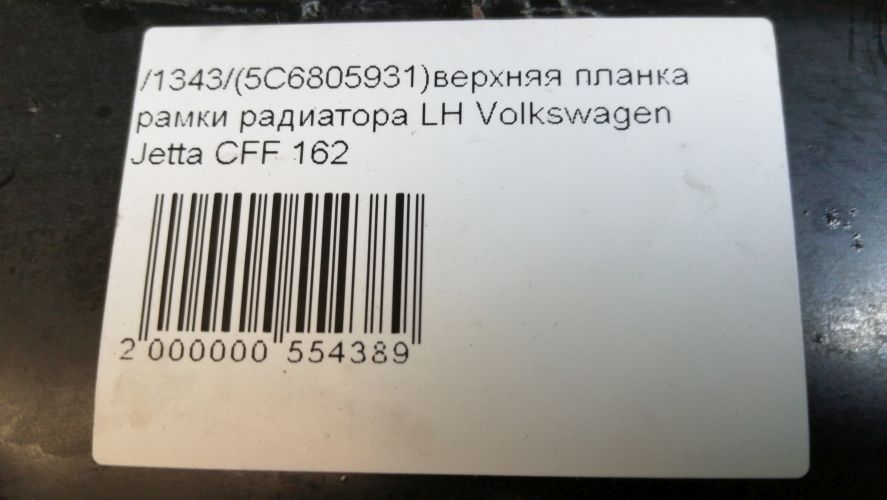 /1343/(5C6805931)верхняя планка
рамки радиатора LH Volkswagen
Jetta CFF 162
2 000000 554389